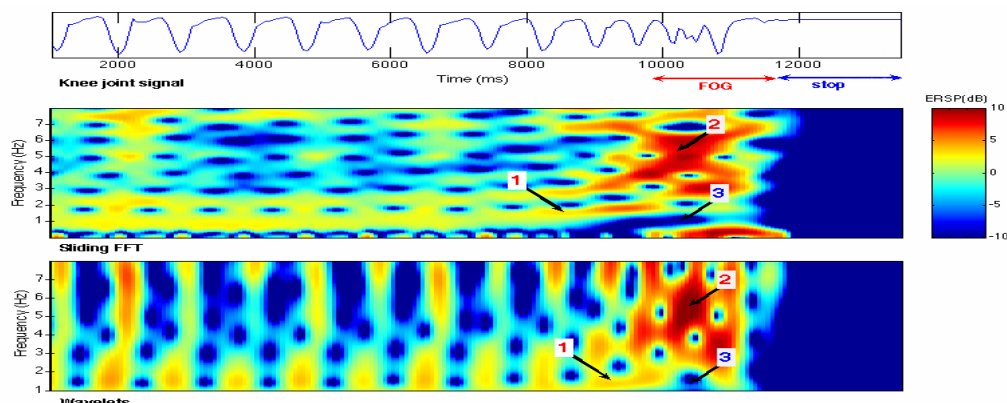 2000 4000 6000 8000 10000 12000
Knee joint signal
Time (ms)
FOG
stop
Frequency (Hz)
7
6
5
4
3
2
1
1
2
3
Sliding FFT
ERSP(dB)
10
5
0
-5
-10
Frequency (Hz)
7
6
5
4
3
2
1
1
2
3
Wavelets